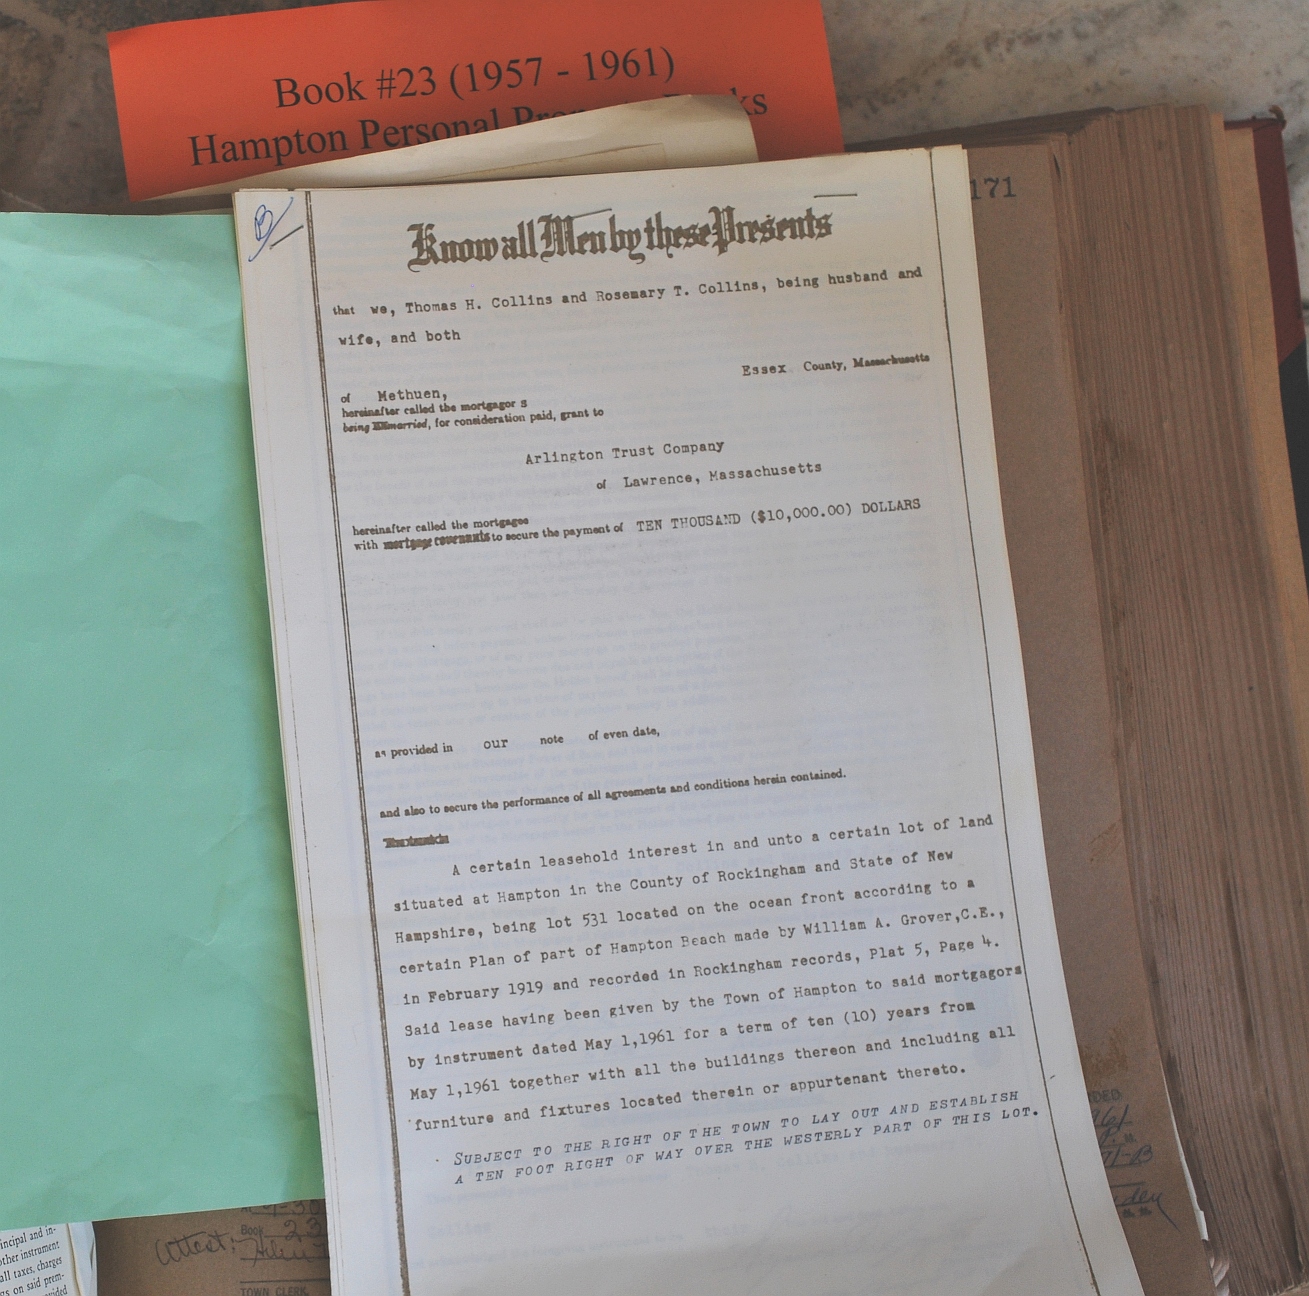 Book #23 (1957 - 1961)
Hampton Personal
171
B/
Know all Men by these Presents
that we, Thomas H. Collins and Rosemary T. Collins, being husband and
wife, and both
of Methuen, Essex County, Massachusetts
hereinafter called the mortgagor s
being married, for consideration paid, grant to
Arlington Trust Company
of Lawrence, Massachusetts
hereinafter called the mortgagee
with mortgage covenants to secure the payment of TEN THOUSAND ($10,000.00) DOLLARS
as provided in our note of even date,
and also to secure the performance of all agreements and conditions herein contained.
A certain leasehold interest in and unto a certain lot of land
situated at Hampton in the County of Rockingham and State of New
Hampshire, being lot 531 located on the ocean front according to a
certain Plan of part of Hampton Beach made by William A. Grover,C.E.,
in February 1919 and recorded in Rockingham records, Plat 5, Page 4.
Said lease having been given by the Town of Hampton to said mortgagors
by instrument dated May 1,1961 for a term of ten (10) years from
May 1,1961 together with all the buildings thereon and including all
furniture and fixtures located therein or appurtenant thereto.
SUBJECT TO THE RIGHT OF THE TOWN TO LAY OUT AND ESTABLISH
A TEN FOOT RIGHT OF WAY OVER THE WESTERLY PART OF THIS LOT.
Book 23
Attest:
TOWN CLERK
principal and in-
other instrument
all taxes, charges
on said prem-